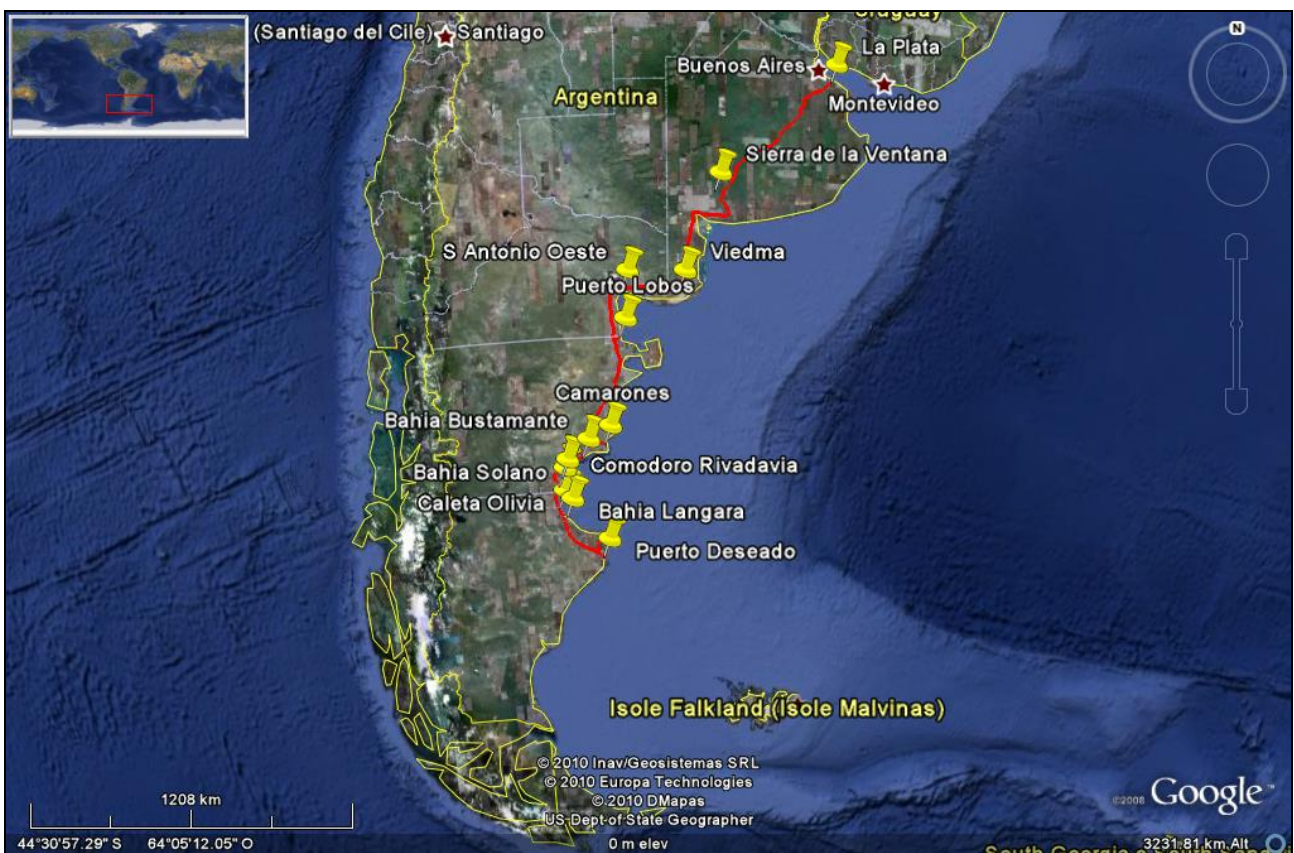 Uruguay
(Santiago del Cile) Santiago
N
La Plata
Buenos Aires
Argentina
Montevideo
Sierra de la Ventana
S Antonio Oeste
Viedma
Puerto Lobos
Camarones
Bahia Bustamante
Comodoro Rivadavia
Bahia Solano
Caleta Olivia
Bahia Langara
Puerto Deseado
Isole Falkland (Isole Malvinas)
© 2010 Inav/Geosistemas SRL
© 2010 Europa Technologies
© 2010 DMapas
US Dept of State Geographer
1208 km
©2008 Google™
44°30'57.29" S 64°05'12.05" O
0 m elev
3231.81 km Alt